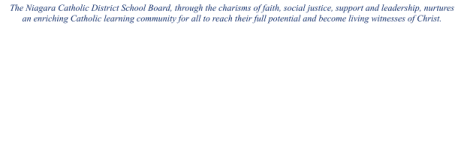 The Niagara Catholic District School Board, through the charisms of faith, social justice, support and leadership, nurtures
an enriching Catholic learning community for all to reach their full potential and become living witnesses of Christ.